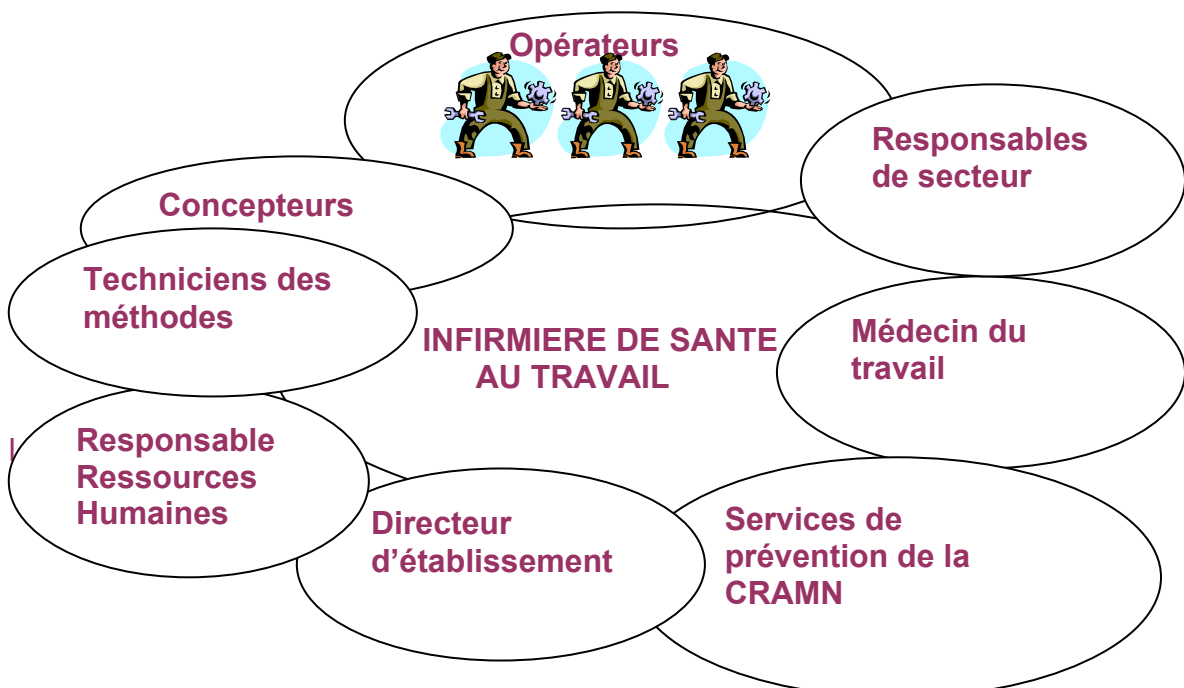 Opérateurs
Responsables
de secteur
Concepteurs
Techniciens des
méthodes
INFIRMIERE DE SANTE
AU TRAVAIL
Médecin du
travail
Responsable
Ressources
Humaines
Directeur
d’établissement
Services de
prévention de la
CRAMN